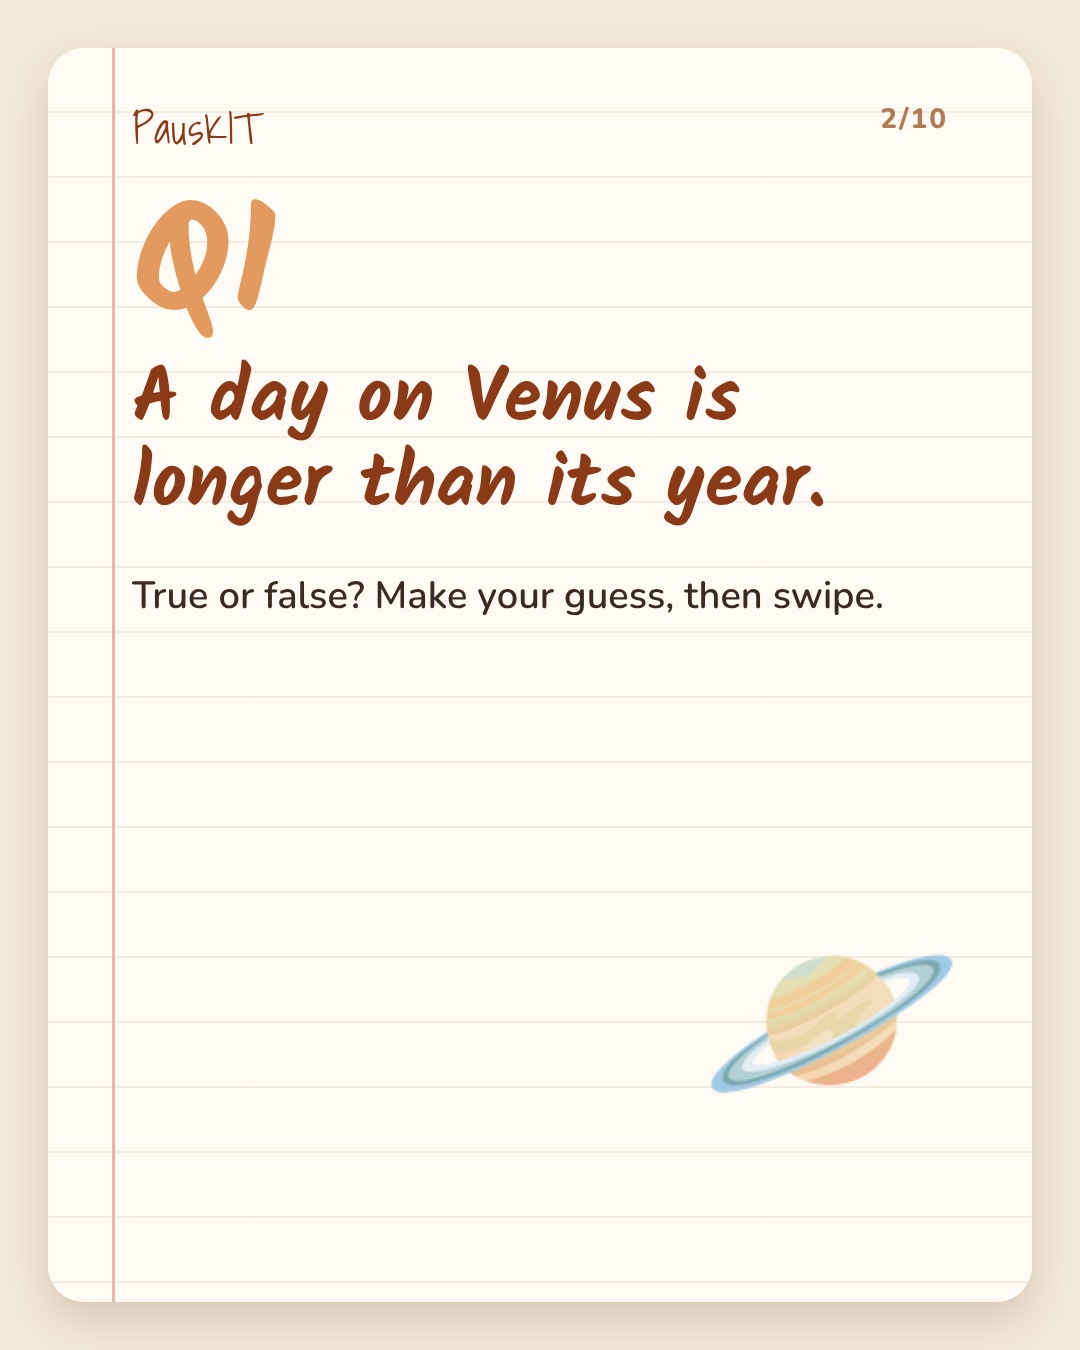 PausKIT
2/10
Q1
A day on Venus is
longer than its year.
True or false? Make your guess, then swipe.